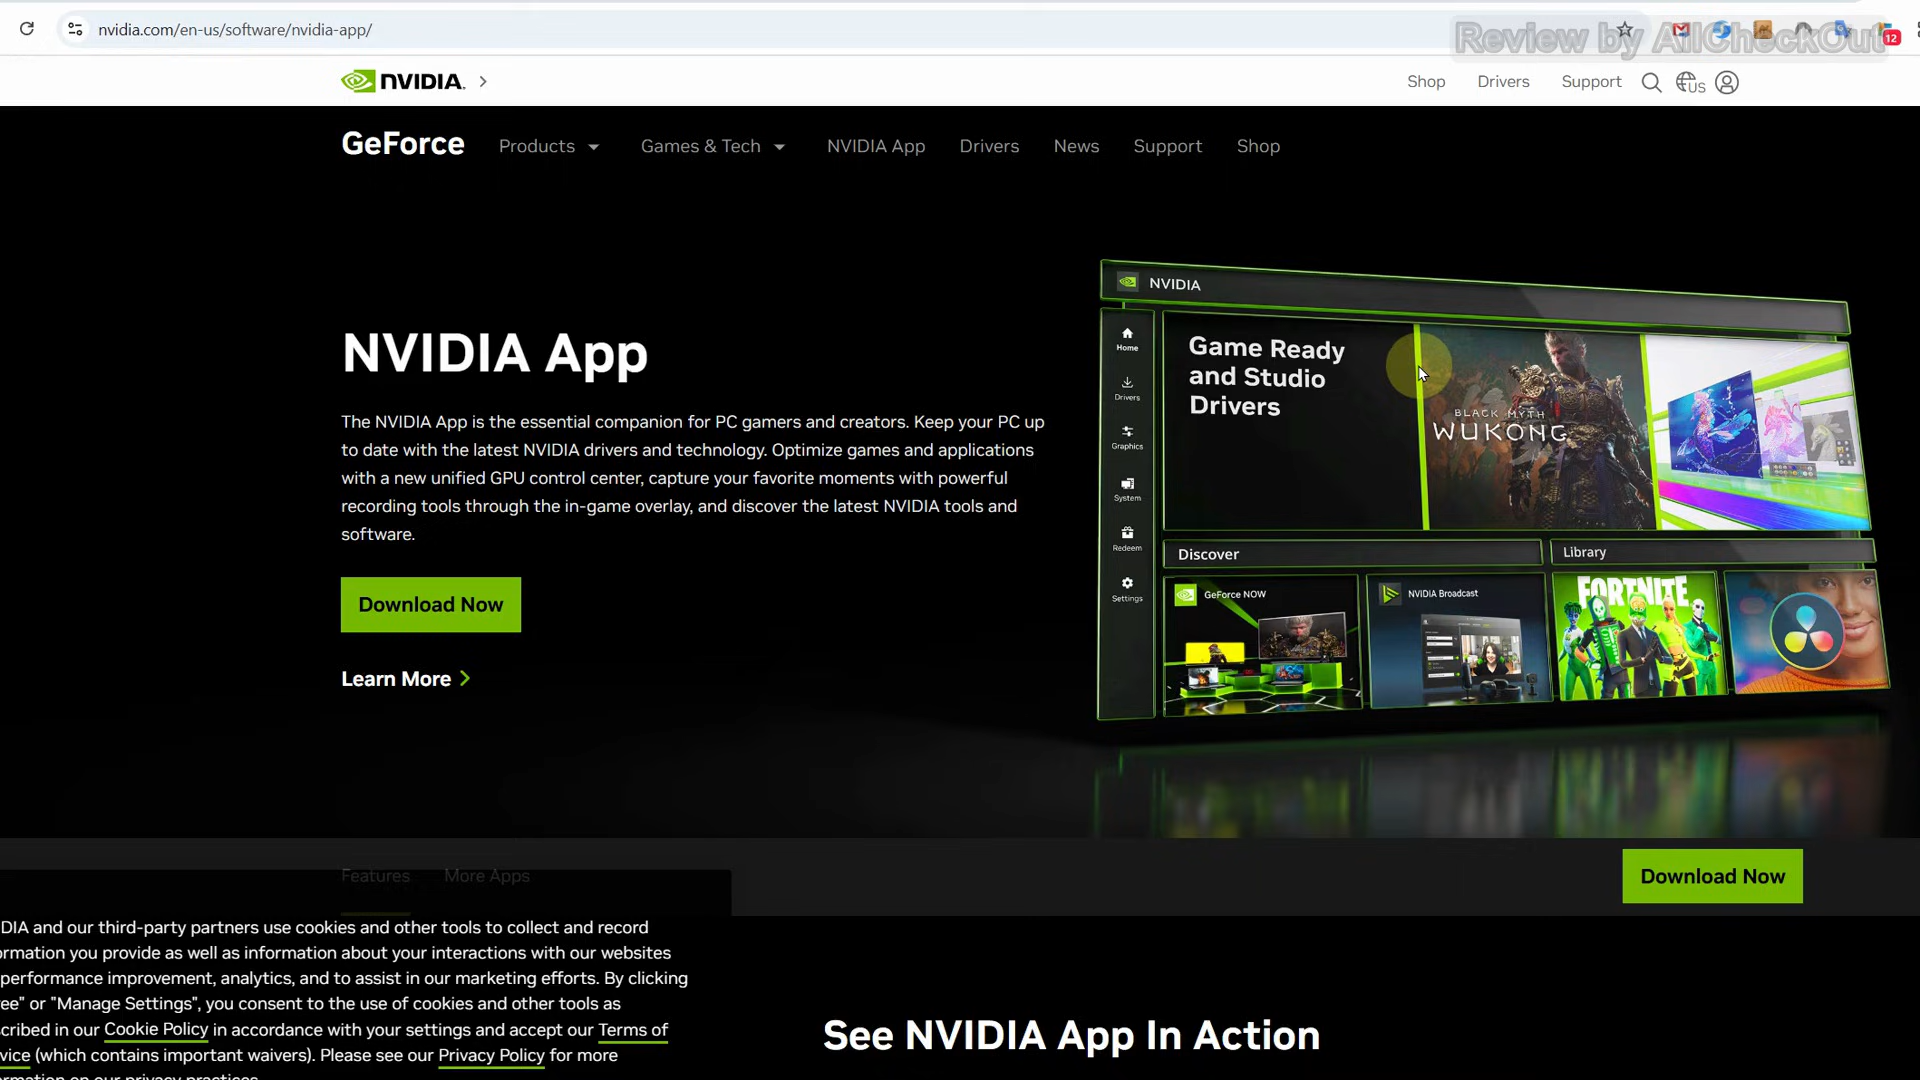 nvidia.com/en-us/software/nvidia-app/
Review by AllCheckOut
12
NVIDIA.
Shop
Drivers
Support
US
GeForce
Products
Games & Tech
NVIDIA App
Drivers
News
Support
Shop
NVIDIA App
The NVIDIA App is the essential companion for PC gamers and creators. Keep your PC up
to date with the latest NVIDIA drivers and technology. Optimize games and applications
with a new unified GPU control center, capture your favorite moments with powerful
recording tools through the in-game overlay, and discover the latest NVIDIA tools and
software.
Download Now
Learn More
NVIDIA
Home
Drivers
Graphics
System
Redeem
Settings
Game Ready
and Studio
Drivers
BLACK MYTH
WUKONG
Discover
Library
GeForce NOW
NVIDIA Broadcast
FORTNITE
Features
More Apps
Download Now
DIA and our third-party partners use cookies and other tools to collect and record
ormation you provide as well as information about your interactions with our websites
performance improvement, analytics, and to assist in our marketing efforts. By clicking
ree" or "Manage Settings", you consent to the use of cookies and other tools as
scribed in our Cookie Policy in accordance with your settings and accept our Terms of
vice (which contains important waivers). Please see our Privacy Policy for more
ormation on our privacy practices.
See NVIDIA App In Action